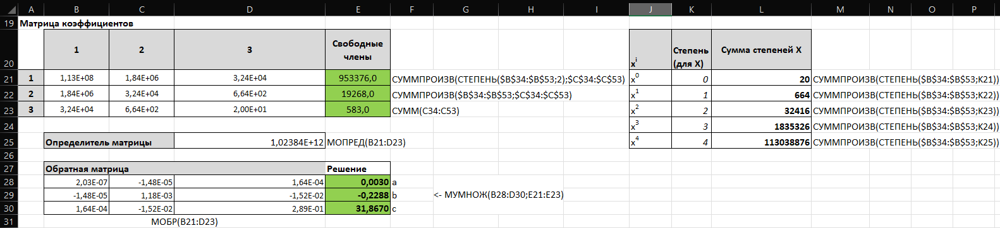 A B C D E F G H I J K L M N O P
19 Матрица коэффициентов
20 1 2 3 Свободные члены xⁱ Степень (для X) Сумма степеней X
21 1 1,13E+08 1,84E+06 3,24E+04 953376,0 СУММПРОИЗВ(СТЕПЕНЬ($B$34:$B$53;2);$C$34:$C$53) x⁰ 0 20 СУММПРОИЗВ(СТЕПЕНЬ($B$34:$B$53;K21))
22 2 1,84E+06 3,24E+04 6,64E+02 19268,0 СУММПРОИЗВ($B$34:$B$53;$C$34:$C$53) x¹ 1 664 СУММПРОИЗВ(СТЕПЕНЬ($B$34:$B$53;K22))
23 3 3,24E+04 6,64E+02 2,00E+01 583,0 СУММ(C34:C53) x² 2 32416 СУММПРОИЗВ(СТЕПЕНЬ($B$34:$B$53;K23))
24 x³ 3 1835326 СУММПРОИЗВ(СТЕПЕНЬ($B$34:$B$53;K24))
25 Определитель матрицы 1,02384E+12 МОПРЕД(B21:D23) x⁴ 4 113038876 СУММПРОИЗВ(СТЕПЕНЬ($B$34:$B$53;K25))
26
27 Обратная матрица Решение
28 2,03E-07 -1,48E-05 1,64E-04 0,0030 a
29 -1,48E-05 1,18E-03 -1,52E-02 -0,2288 b <- МУМНОЖ(B28:D30;E21:E23)
30 1,64E-04 -1,52E-02 2,89E-01 31,8670 c
31 МОБР(B21:D23)